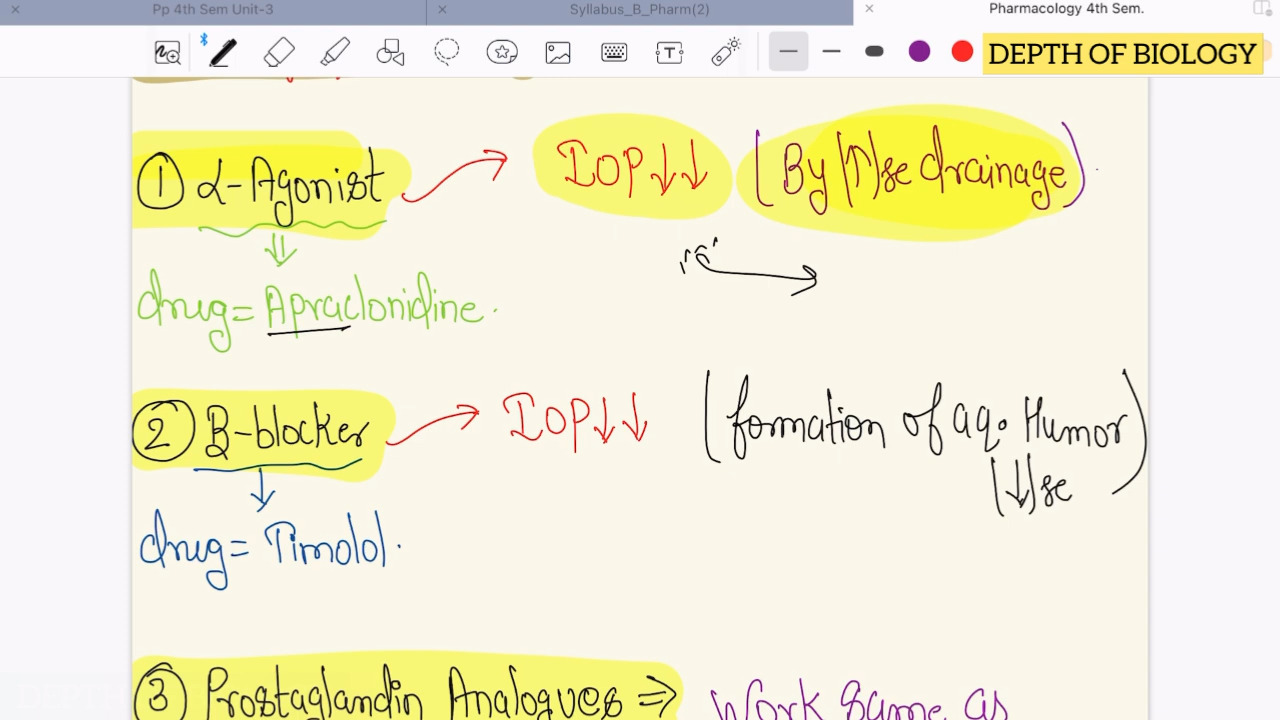 Pp 4th Sem Unit-3
Syllabus_B_Pharm(2)
Pharmacology 4th Sem.
DEPTH OF BIOLOGY
① α-Agonist → IOP↓↓ (By (↑)se drainage)
drug = Apraclonidine.
② B-blocker → IOP↓↓ (formation of aq. Humor
(↓)se )
drug = Timolol.
③ Prostaglandin Analogues ⇒ Work same as